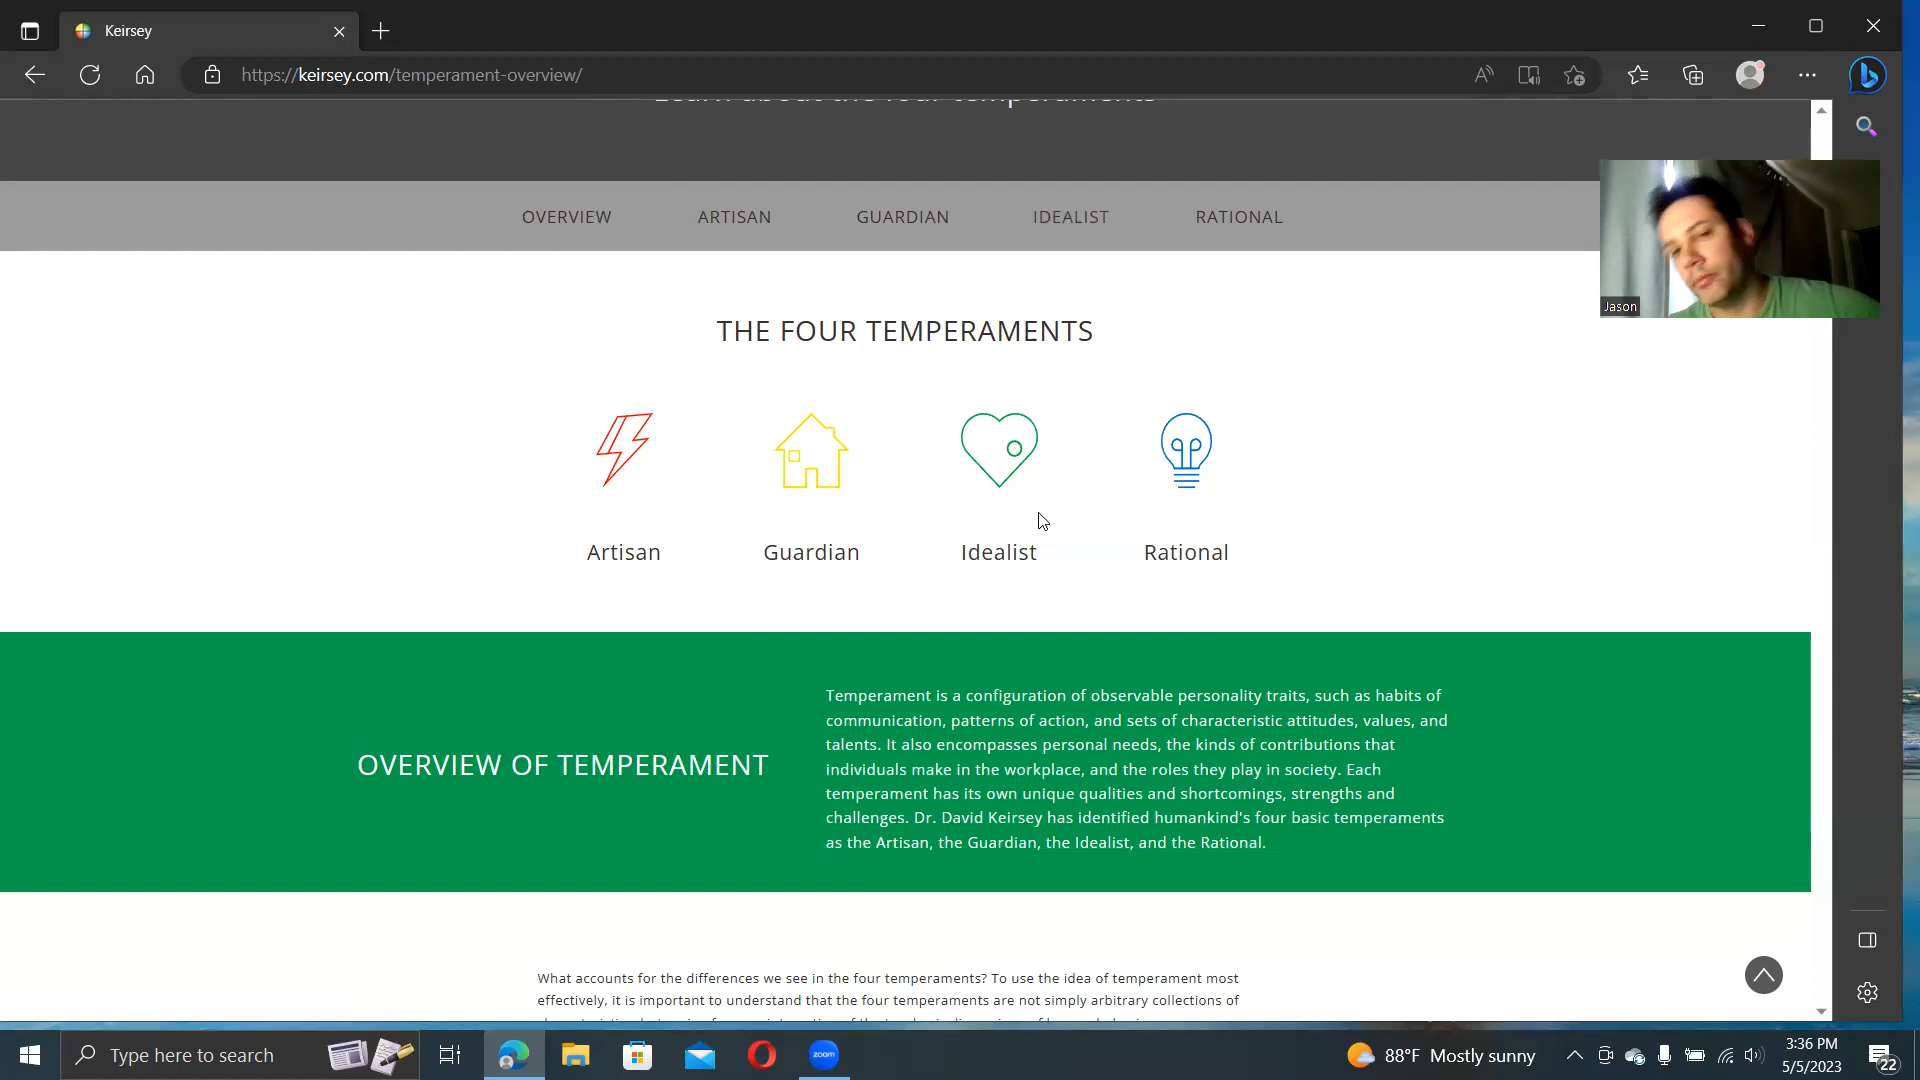 Keirsey
https://keirsey.com/temperament-overview/
Learn about the four temperaments
OVERVIEW ARTISAN GUARDIAN IDEALIST RATIONAL
Jason
THE FOUR TEMPERAMENTS
Artisan Guardian Idealist Rational
OVERVIEW OF TEMPERAMENT
Temperament is a configuration of observable personality traits, such as habits of
communication, patterns of action, and sets of characteristic attitudes, values, and
talents. It also encompasses personal needs, the kinds of contributions that
individuals make in the workplace, and the roles they play in society. Each
temperament has its own unique qualities and shortcomings, strengths and
challenges. Dr. David Keirsey has identified humankind's four basic temperaments
as the Artisan, the Guardian, the Idealist, and the Rational.
What accounts for the differences we see in the four temperaments? To use the idea of temperament most
effectively, it is important to understand that the four temperaments are not simply arbitrary collections of
Type here to search
zoom
88°F Mostly sunny
3:36 PM
5/5/2023
22